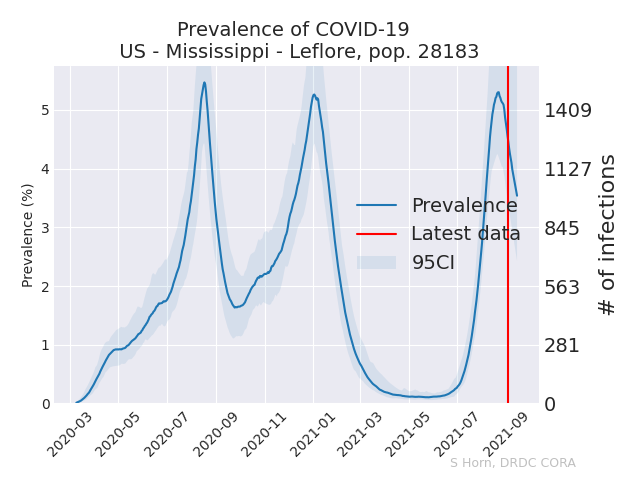 Prevalence of COVID-19
US - Mississippi - Leflore, pop. 28183
Prevalence (%)
5
4
3
2
1
0
1409
1127
845
563
281
0
# of infections
Prevalence
Latest data
95CI
2020-03
2020-05
2020-07
2020-09
2020-11
2021-01
2021-03
2021-05
2021-07
2021-09
S Horn, DRDC CORA